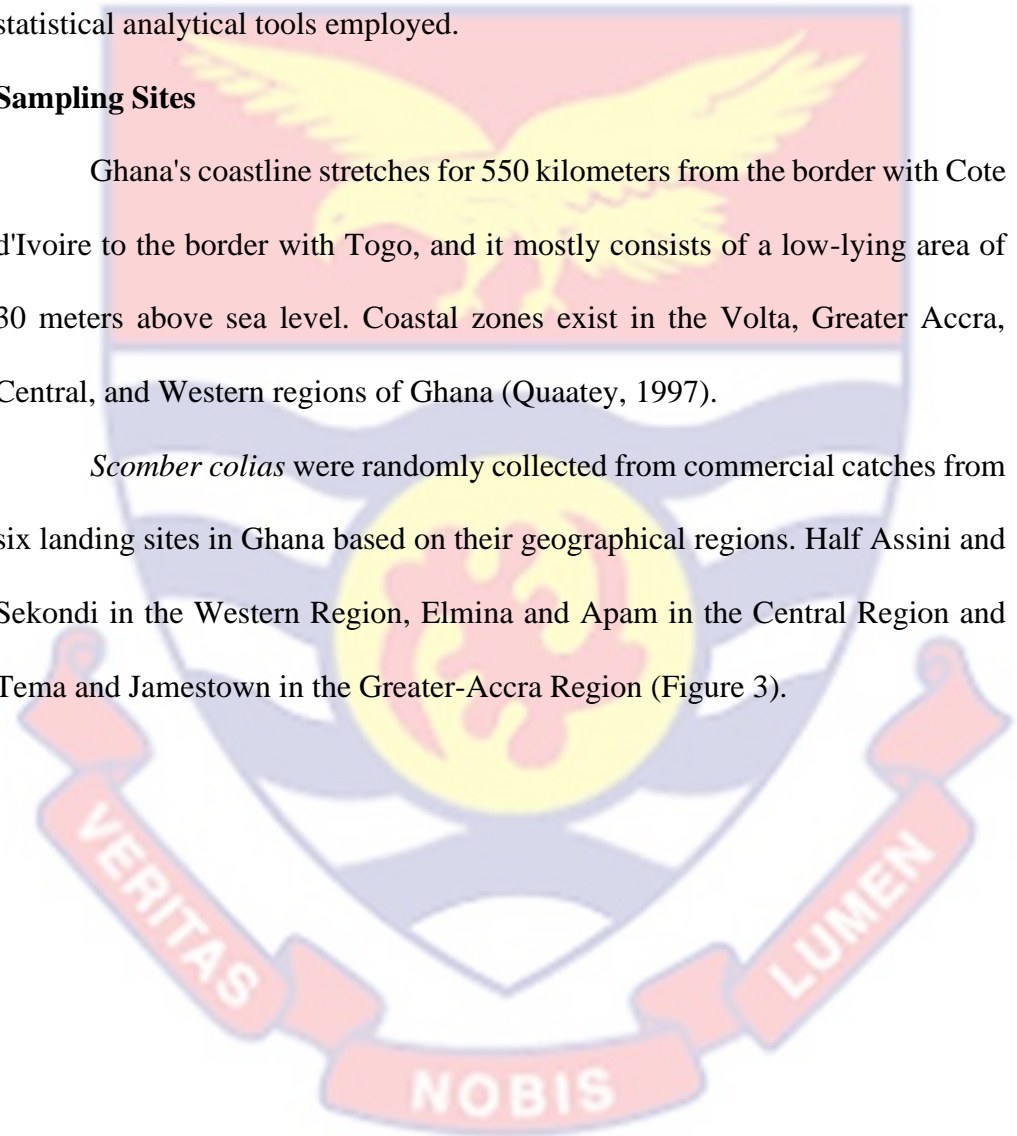 statistical analytical tools employed.
Sampling Sites
Ghana's coastline stretches for 550 kilometers from the border with Cote
d'Ivoire to the border with Togo, and it mostly consists of a low-lying area of
30 meters above sea level. Coastal zones exist in the Volta, Greater Accra,
Central, and Western regions of Ghana (Quaatey, 1997).
Scomber colias were randomly collected from commercial catches from
six landing sites in Ghana based on their geographical regions. Half Assini and
Sekondi in the Western Region, Elmina and Apam in the Central Region and
Tema and Jamestown in the Greater-Accra Region (Figure 3).
VERITAS
NOBIS
LUMEN